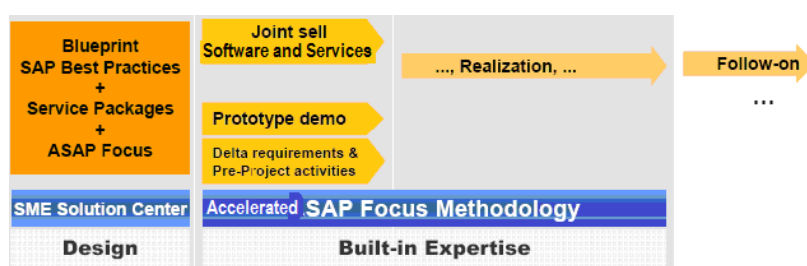 Blueprint
SAP Best Practices
+
Service Packages
+
ASAP Focus
Joint sell
Software and Services
Prototype demo
Delta requirements &
Pre-Project activities
..., Realization, ...
Follow-on
...
SME Solution Center
Accelerated SAP Focus Methodology
Design
Built-in Expertise